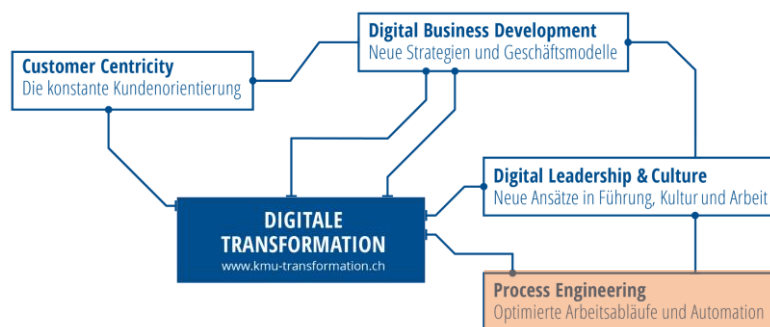 Digital Business Development
Neue Strategien und Geschäftsmodelle
Customer Centricity
Die konstante Kundenorientierung
Digital Leadership & Culture
Neue Ansätze in Führung, Kultur und Arbeit
DIGITALE
TRANSFORMATION
www.kmu-transformation.ch
Process Engineering
Optimierte Arbeitsabläufe und Automation